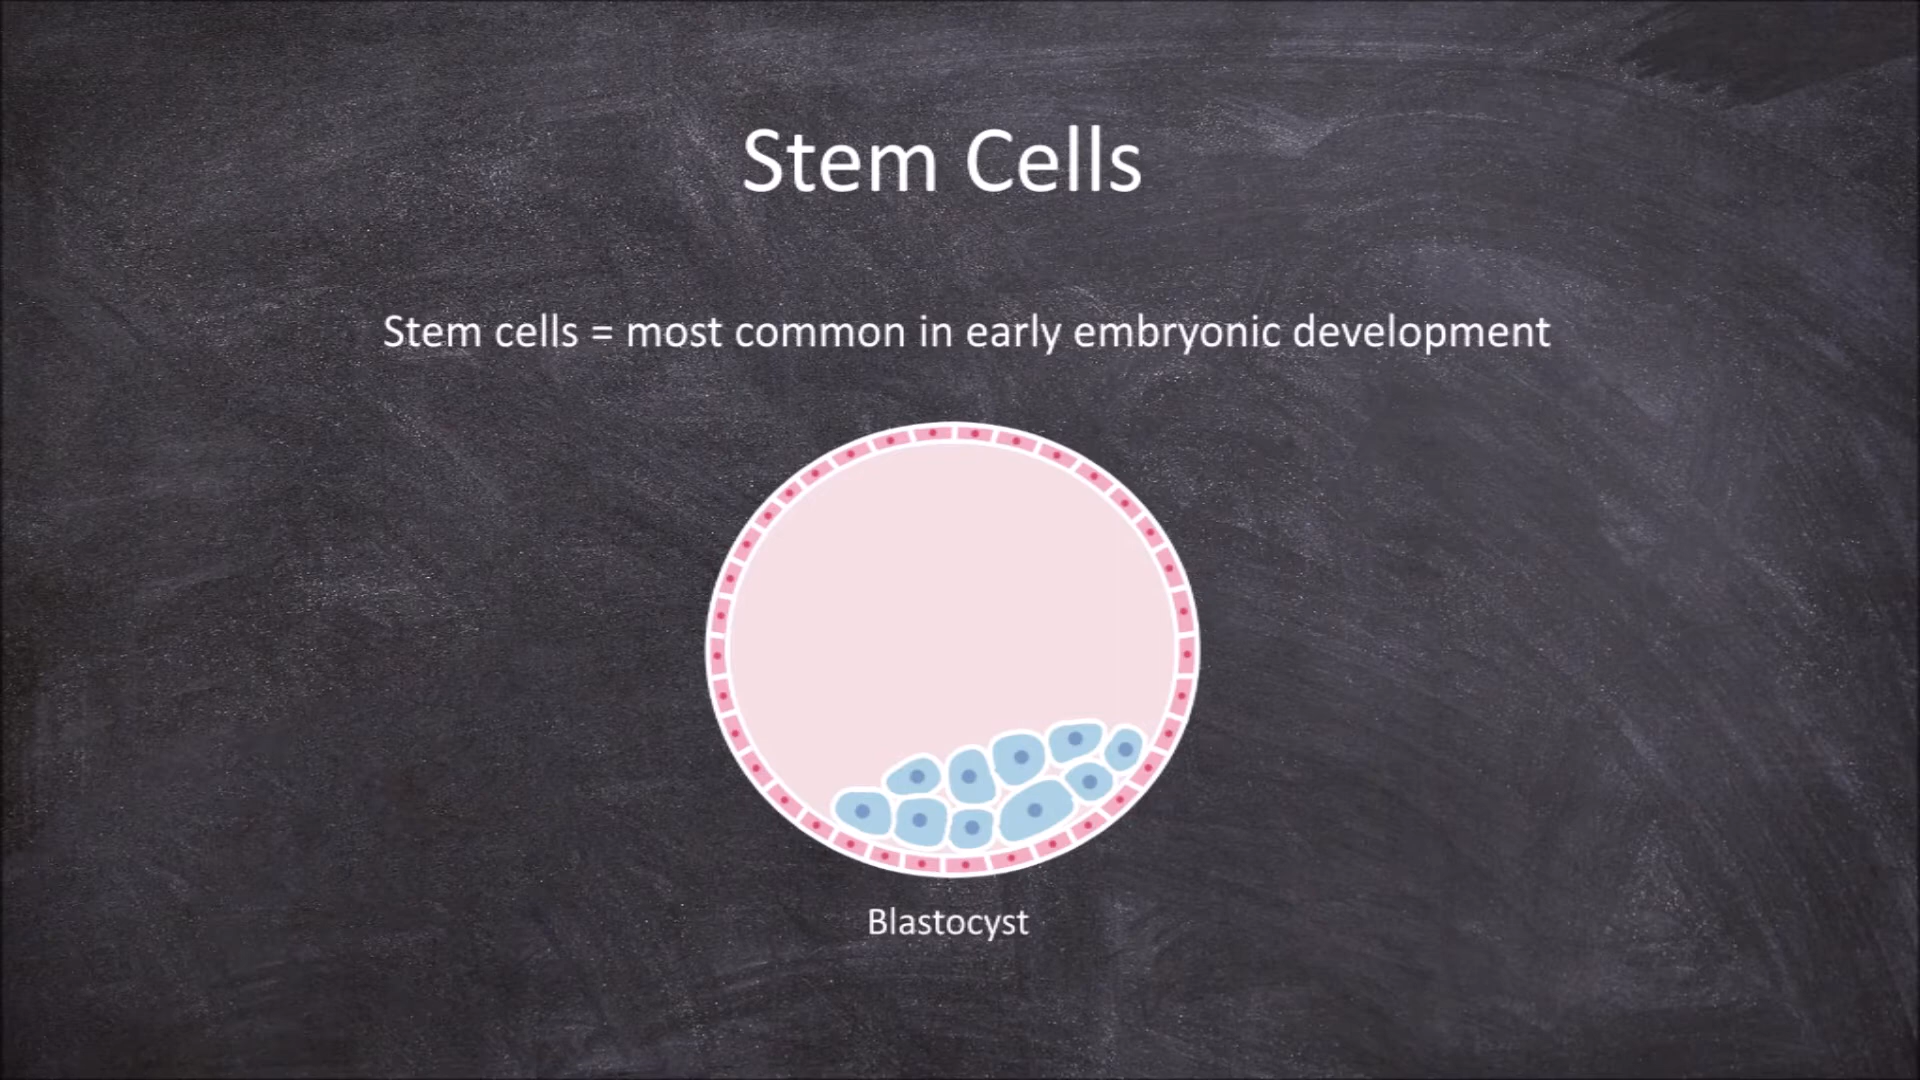 Stem Cells
Stem cells = most common in early embryonic development
Blastocyst